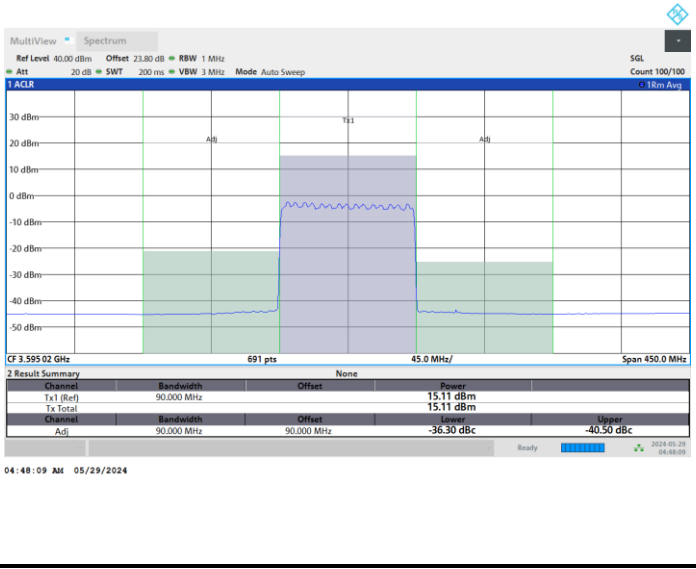 MultiView Spectrum
Ref Level 40.00 dBm Offset 23.80 dB RBW 1 MHz SGL
Att 20 dB SWT 200 ms VBW 3 MHz Mode Auto Sweep Count 100/100
1 ACLR 1Rm Avg
30 dBm
Tx1
20 dBm Adj Adj
10 dBm
0 dBm
-10 dBm
-20 dBm
-30 dBm
-40 dBm
-50 dBm
CF 3.595 02 GHz 691 pts 45.0 MHz/ Span 450.0 MHz
2 Result Summary None
Channel Bandwidth Offset Power
Tx1 (Ref) 90.000 MHz 15.11 dBm
Tx Total 15.11 dBm
Channel Bandwidth Offset Lower Upper
Adj 90.000 MHz 90.000 MHz -36.30 dBc -40.50 dBc
Ready 2024-05-29
04:48:09
04:48:09 AM 05/29/2024